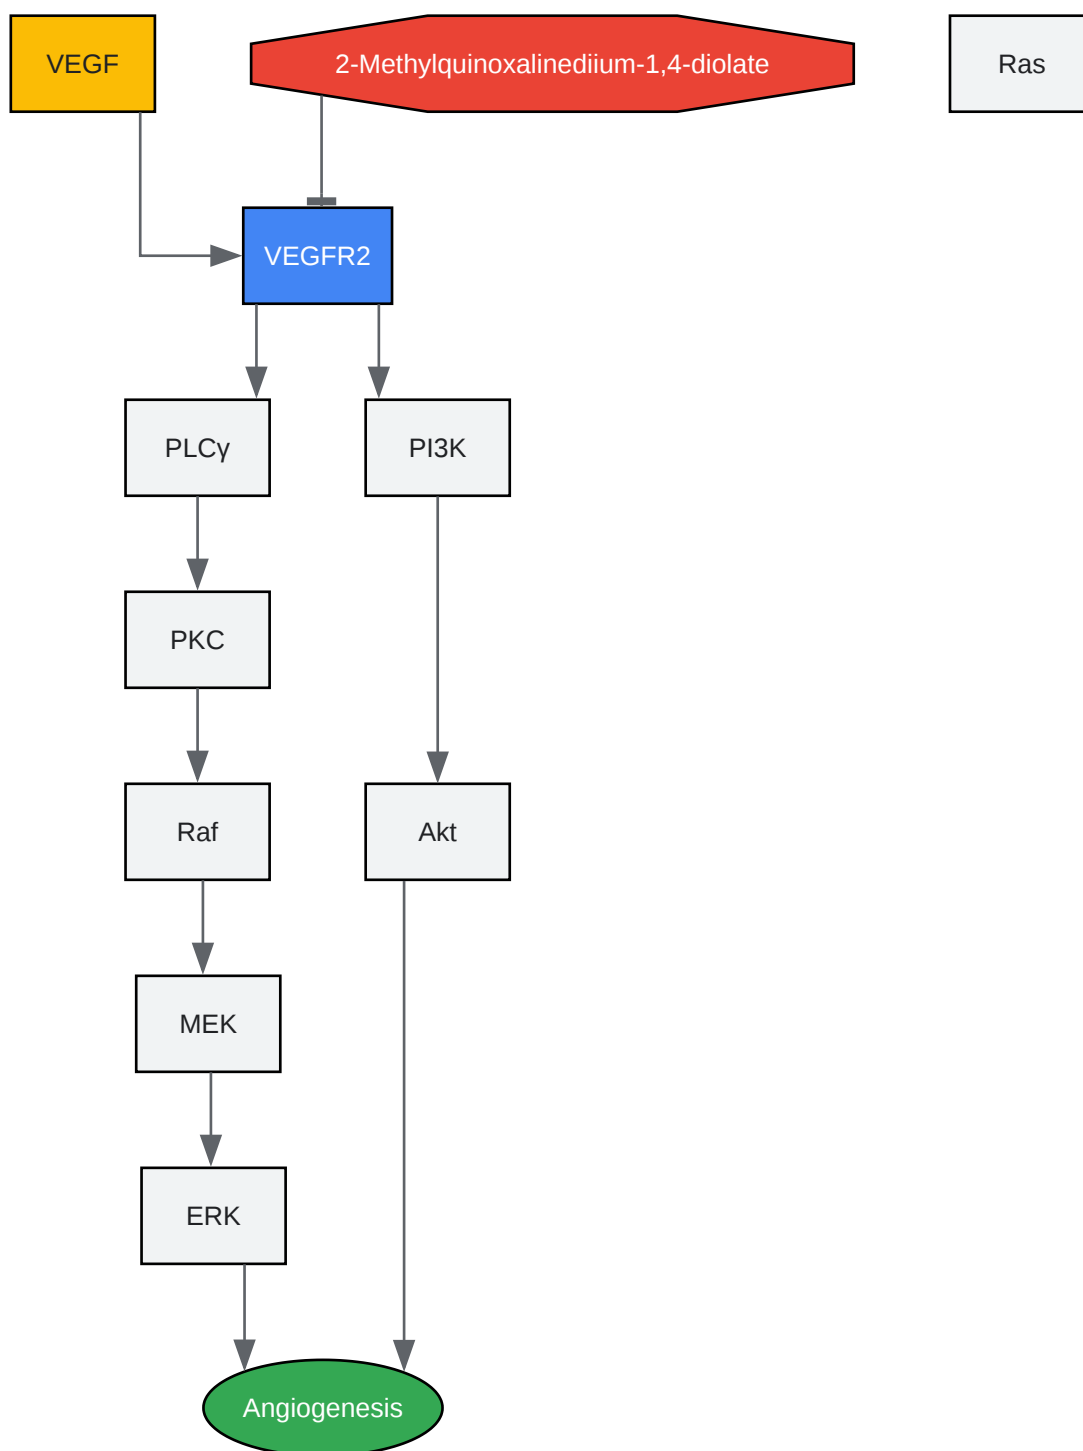 VEGF
2-Methylquinoxalinediium-1,4-diolate
Ras
VEGFR2
PLCγ
PI3K
PKC
Raf
Akt
MEK
ERK
Angiogenesis